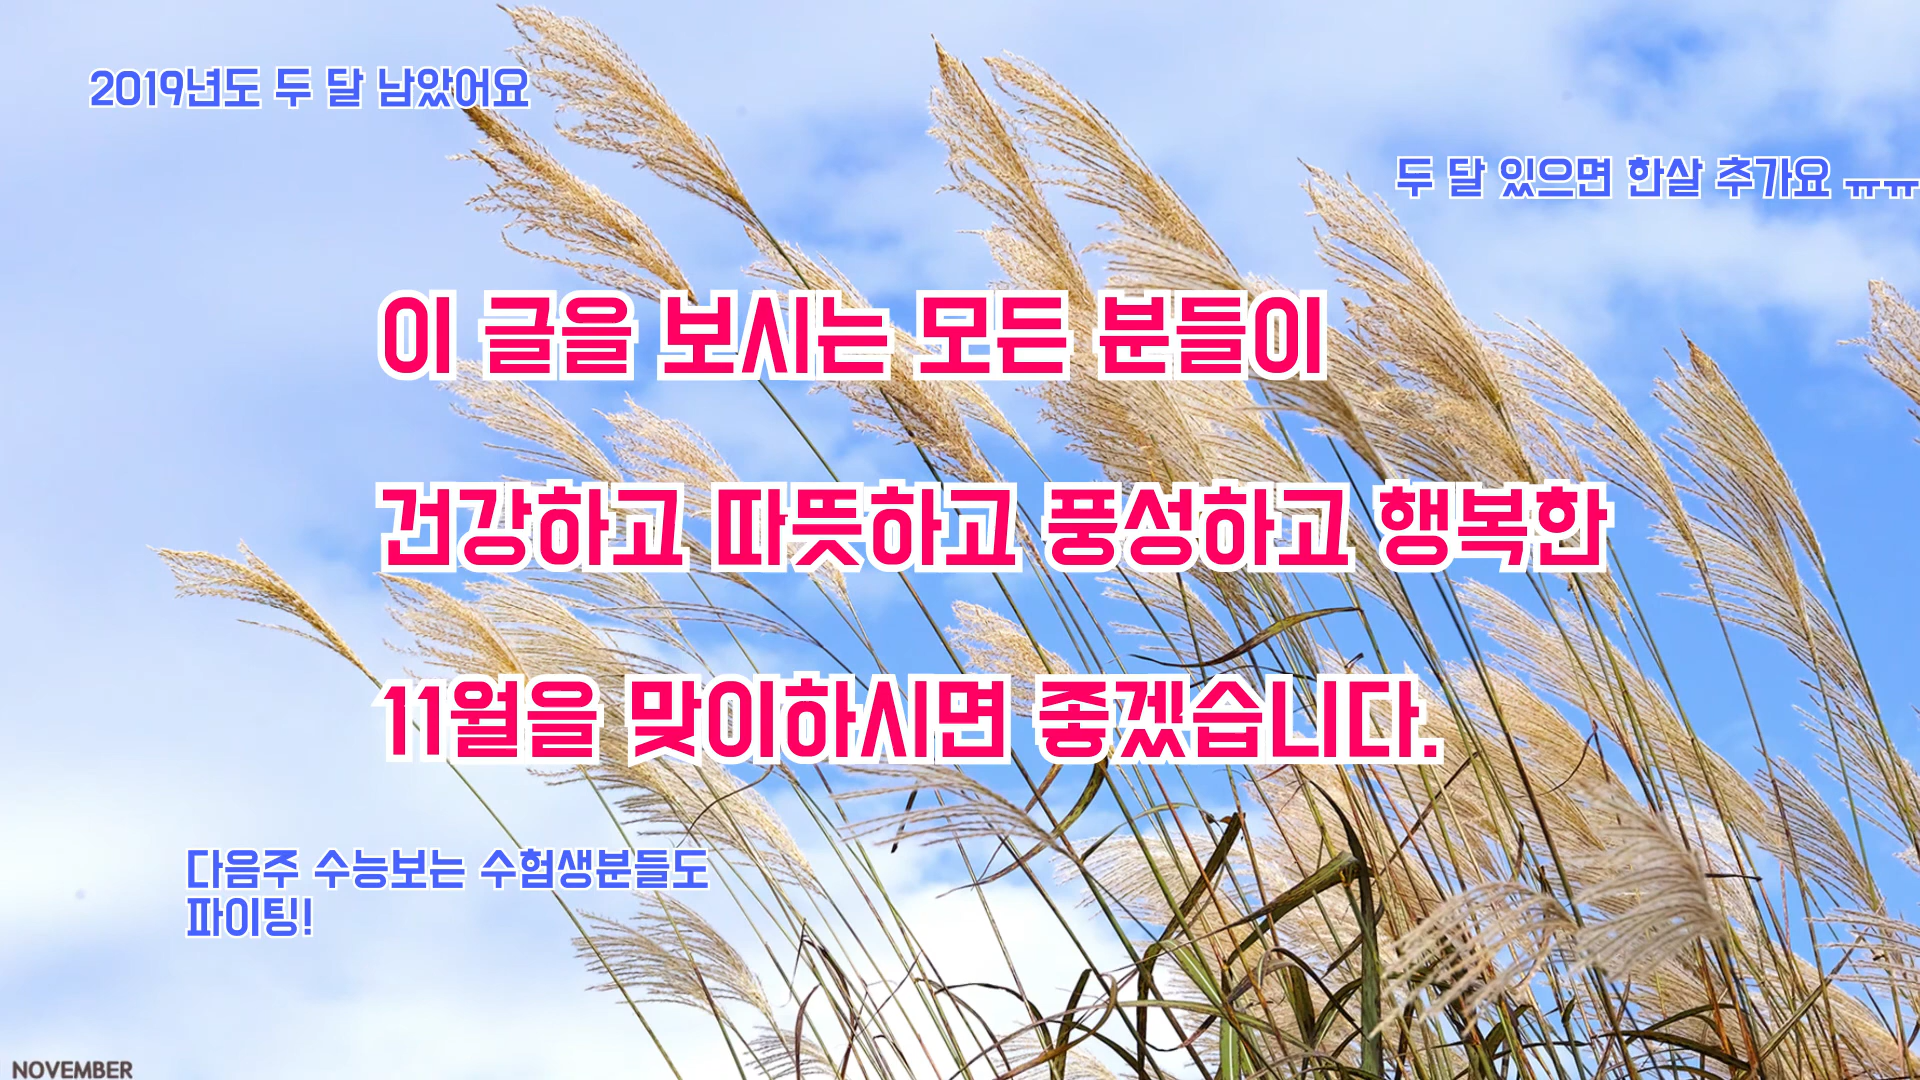 2019년도 두 달 남았어요
두 달 있으면 한살 추가요 ㅠㅠ
이 글을 보시는 모든 분들이
건강하고 따뜻하고 풍성하고 행복한
11월을 맞이하시면 좋겠습니다.
다음주 수능보는 수험생분들도
파이팅!
NOVEMBER